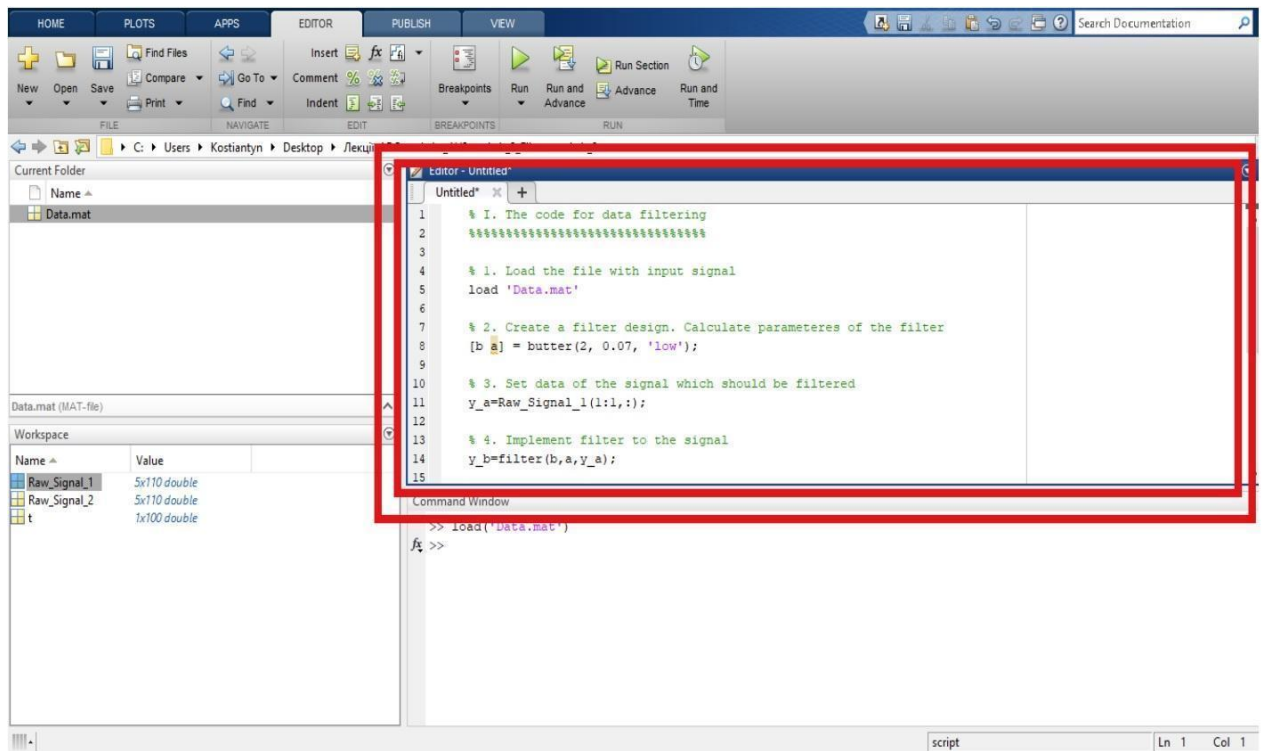 HOME PLOTS APPS EDITOR PUBLISH VIEW Search Documentation
New Open Save Find Files Compare Print
Go To Find
Insert fx
Comment %
Indent
Breakpoints Run Run and Advance Run Section Advance Run and Time
FILE NAVIGATE EDIT BREAKPOINTS RUN
C: Users Kostiantyn Desktop
Current Folder
Name
Data.mat
Data.mat (MAT-file)
Workspace
Name Value
Raw_Signal_1 5x110 double
Raw_Signal_2 5x110 double
t 1x100 double
Editor - Untitled*
Untitled* × +
1 % I. The code for data filtering
2 %%%%%%%%%%%%%%%%%%%%%%%%%%%%%%%%
3
4 % 1. Load the file with input signal
5 load 'Data.mat'
6
7 % 2. Create a filter design. Calculate parameteres of the filter
8 [b a] = butter(2, 0.07, 'low');
9
10 % 3. Set data of the signal which should be filtered
11 y_a=Raw_Signal_1(1:1,:);
12
13 % 4. Implement filter to the signal
14 y_b=filter(b,a,y_a);
15
Command Window
>> load('Data.mat')
fx >>
script Ln 1 Col 1